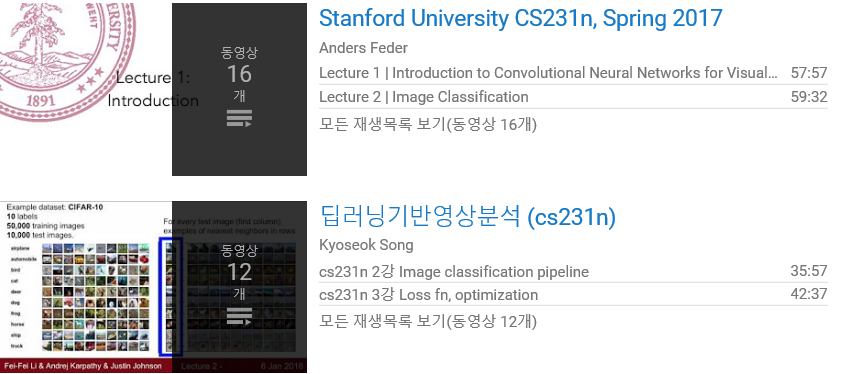 Lecture 1:
Introduction
1891
동영상
16
개
Stanford University CS231n, Spring 2017
Anders Feder
Lecture 1 | Introduction to Convolutional Neural Networks for Visual... 57:57
Lecture 2 | Image Classification 59:32
모든 재생목록 보기(동영상 16개)
Example dataset: CIFAR-10
10 labels
50,000 training images
10,000 test images.
For every test image (first column),
examples of nearest neighbors in rows
airplane
automobile
bird
cat
deer
dog
frog
horse
ship
truck
동영상
12
개
Fei-Fei Li & Andrej Karpathy & Justin Johnson Lecture 2 - 6 Jan 2016
딥러닝기반영상분석 (cs231n)
Kyoseok Song
cs231n 2강 Image classification pipeline 35:57
cs231n 3강 Loss fn, optimization 42:37
모든 재생목록 보기(동영상 12개)